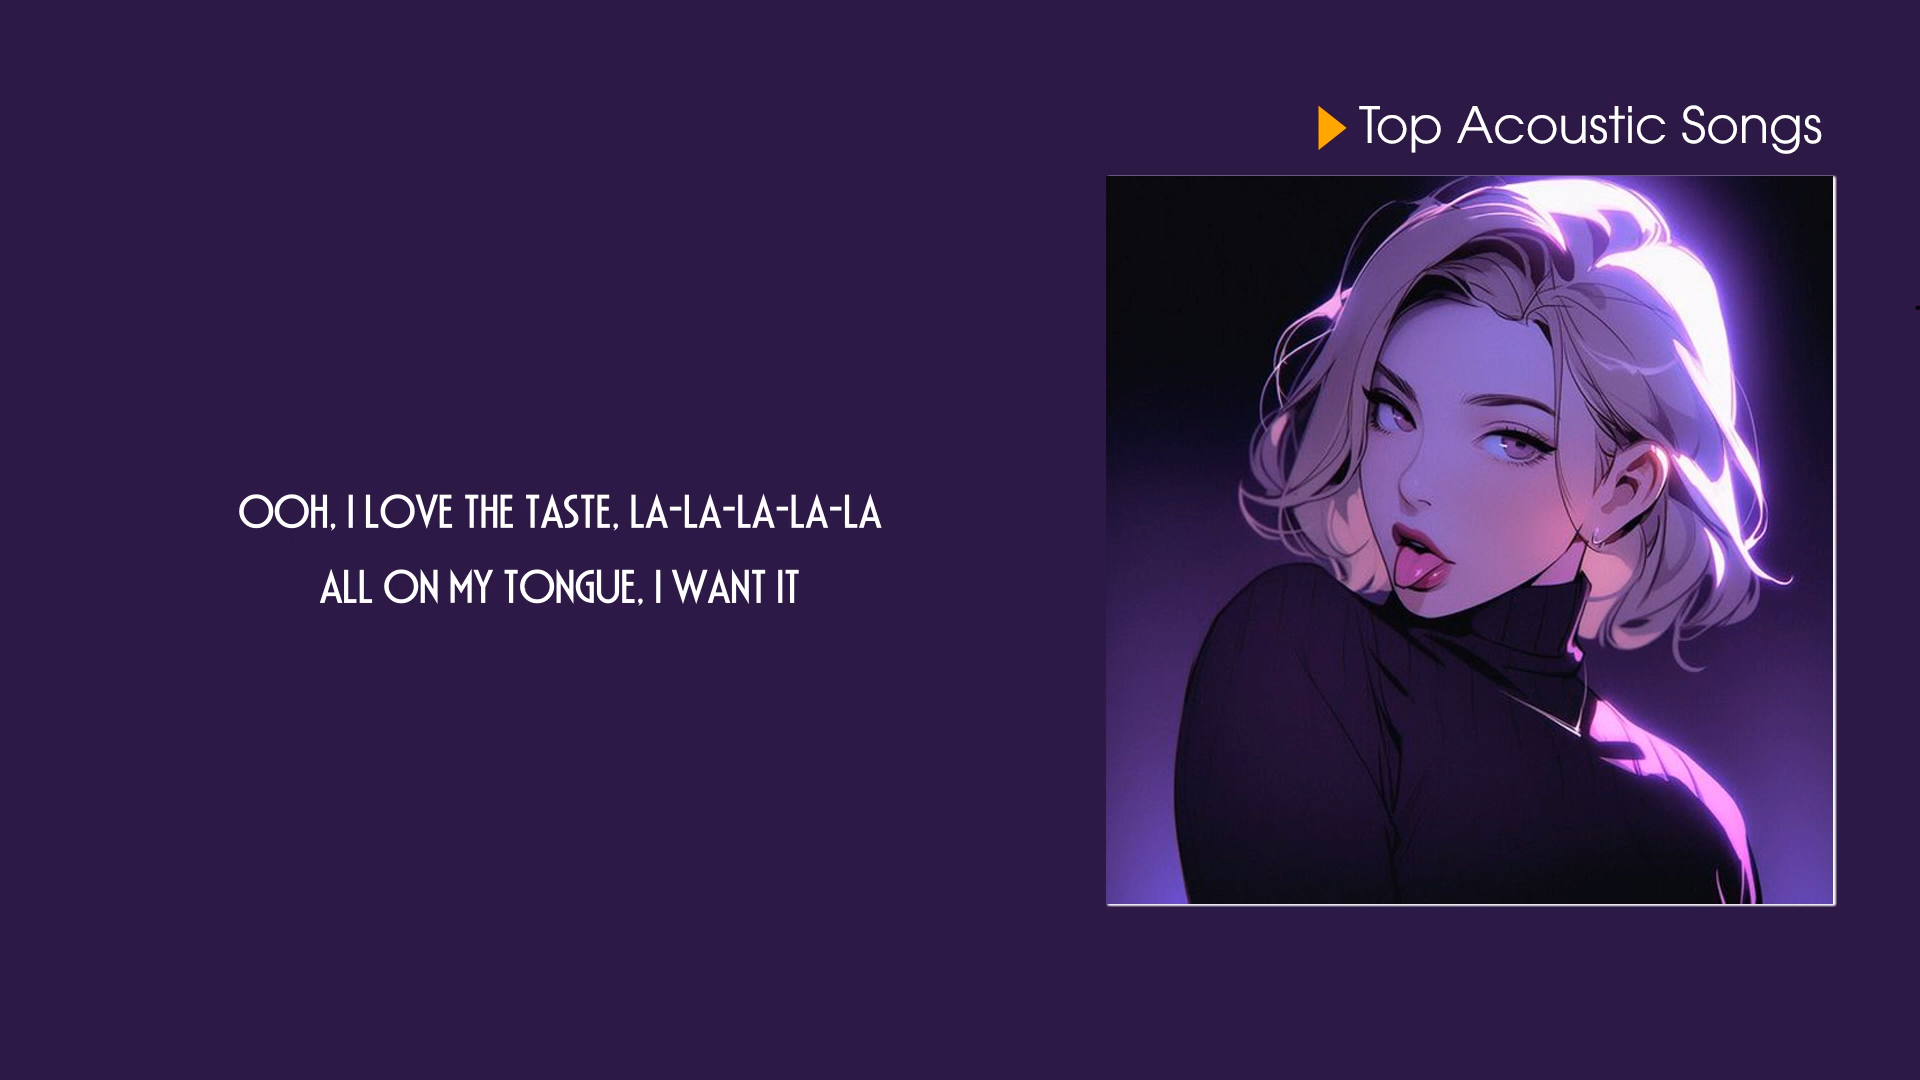 Top Acoustic Songs
OOH, I LOVE THE TASTE, LA-LA-LA-LA-LA
ALL ON MY TONGUE, I WANT IT